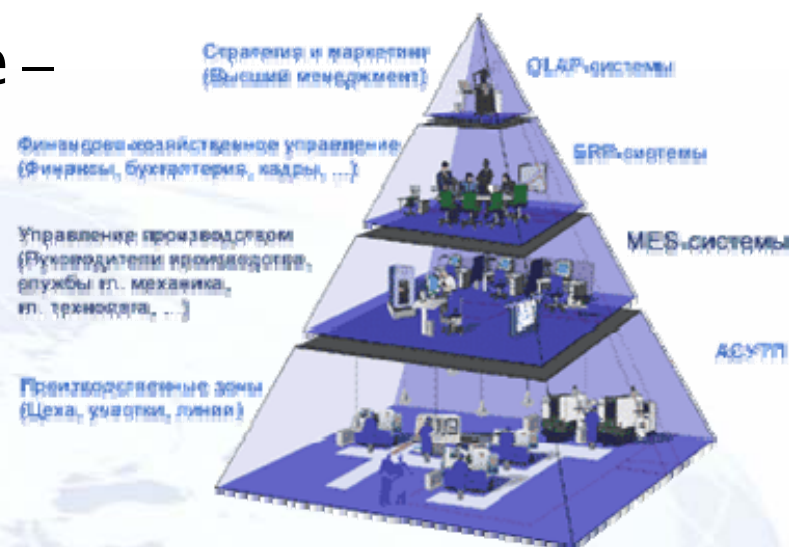 е –
Стратегия и маркетинг
(Высший менеджмент)
OLAP-системы
Финансово-хозяйственное управление
(Финансы, бухгалтерия, кадры, ...)
ERP-системы
Управление производством
(Руководители производства,
службы гл. механика,
гл. технолога, ...)
MES-системы
Производственные зоны
(Цеха, участки, линии)
АСУТП